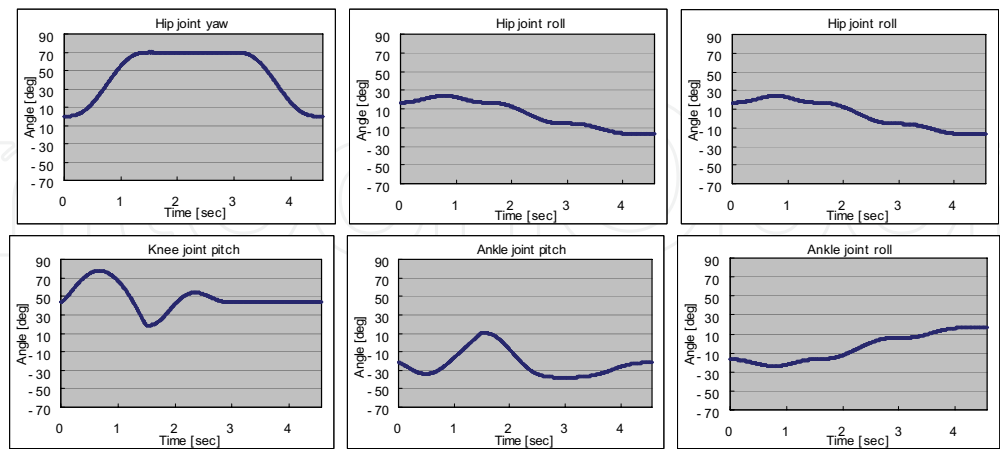 Hip joint yaw
90
70
50
30
10
- 10
- 30
- 50
- 70
Angle [deg]
0 1 2 3 4
Time [sec]
Hip joint roll
90
70
50
30
10
- 10
- 30
- 50
- 70
Angle [deg]
0 1 2 3 4
Time [sec]
Hip joint roll
90
70
50
30
10
- 10
- 30
- 50
- 70
Angle [deg]
0 1 2 3 4
Time [sec]
Knee joint pitch
90
70
50
30
10
- 10
- 30
- 50
- 70
Angle [deg]
0 1 2 3 4
Time [sec]
Ankle joint pitch
90
70
50
30
10
- 10
- 30
- 50
- 70
Angle [deg]
0 1 2 3 4
Time [sec]
Ankle joint roll
90
70
50
30
10
- 10
- 30
- 50
- 70
Angle [deg]
0 1 2 3 4
Time [sec]